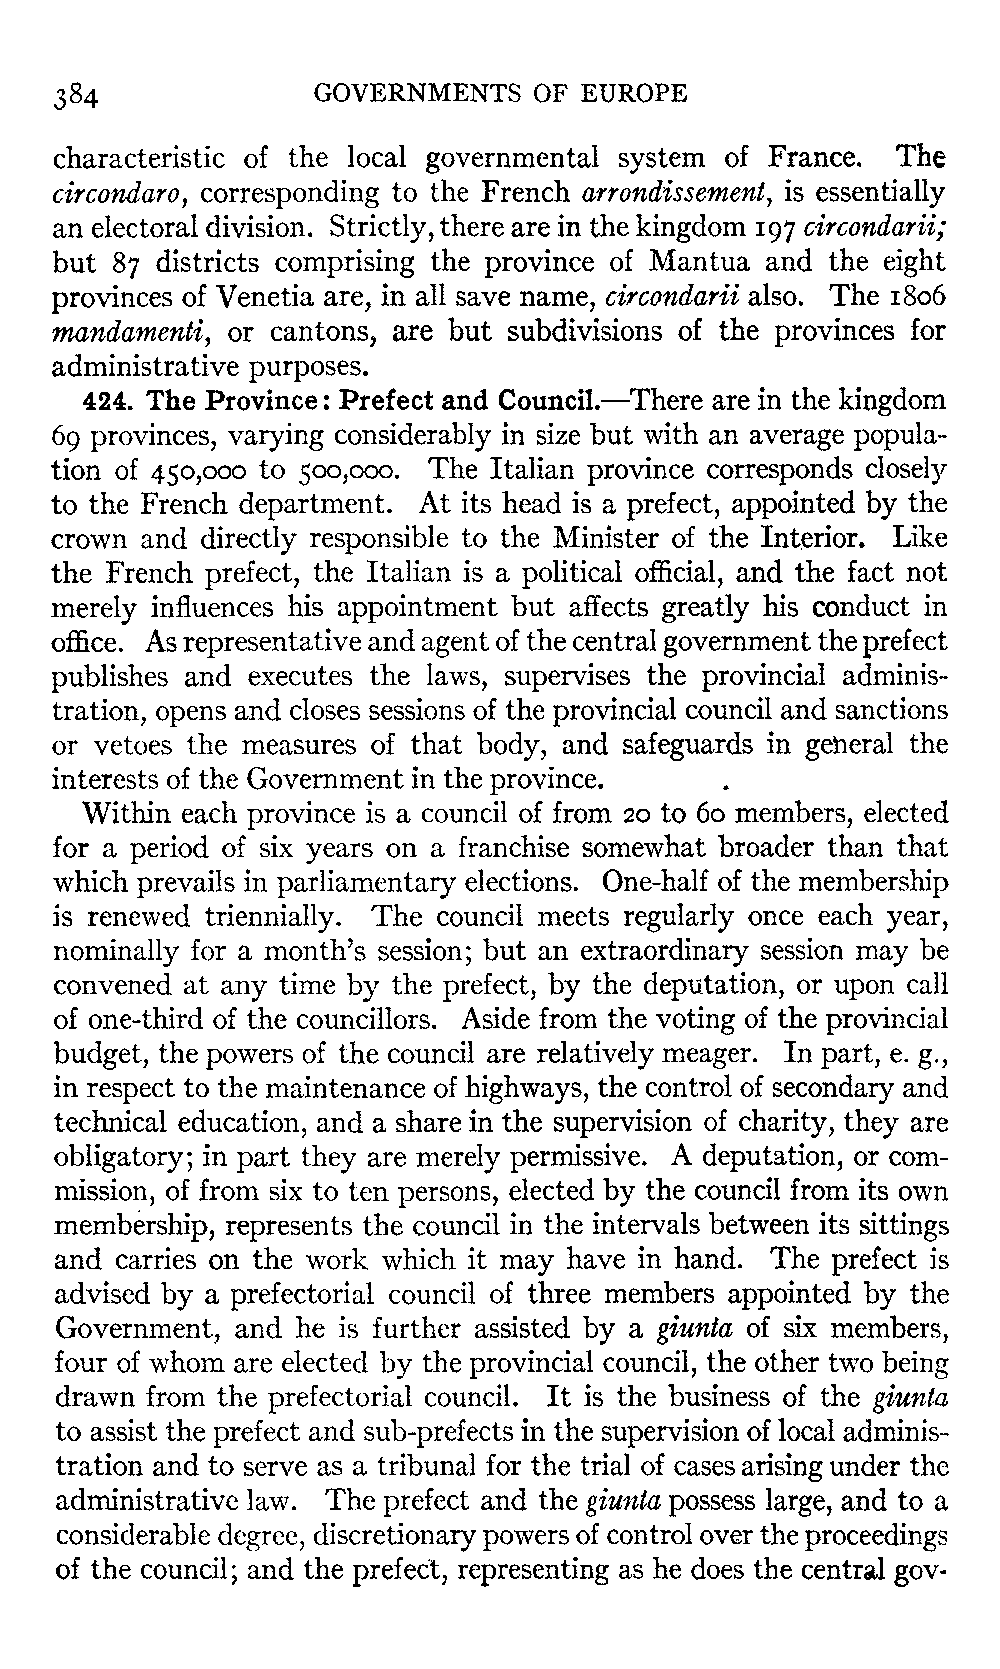 384 GOVERNMENTS OF EUROPE
characteristic of the local governmental system of France. The
circondaro, corresponding to the French arrondissement, is essentially
an electoral division. Strictly, there are in the kingdom 197 circondarii;
but 87 districts comprising the province of Mantua and the eight
provinces of Venetia are, in all save name, circondarii also. The 1806
mandamenti, or cantons, are but subdivisions of the provinces for
administrative purposes.
424. The Province: Prefect and Council.—There are in the kingdom
69 provinces, varying considerably in size but with an average popula-
tion of 450,000 to 500,000. The Italian province corresponds closely
to the French department. At its head is a prefect, appointed by the
crown and directly responsible to the Minister of the Interior. Like
the French prefect, the Italian is a political official, and the fact not
merely influences his appointment but affects greatly his conduct in
office. As representative and agent of the central government the prefect
publishes and executes the laws, supervises the provincial adminis-
tration, opens and closes sessions of the provincial council and sanctions
or vetoes the measures of that body, and safeguards in general the
interests of the Government in the province.
Within each province is a council of from 20 to 60 members, elected
for a period of six years on a franchise somewhat broader than that
which prevails in parliamentary elections. One-half of the membership
is renewed triennially. The council meets regularly once each year,
nominally for a month's session; but an extraordinary session may be
convened at any time by the prefect, by the deputation, or upon call
of one-third of the councillors. Aside from the voting of the provincial
budget, the powers of the council are relatively meager. In part, e. g.,
in respect to the maintenance of highways, the control of secondary and
technical education, and a share in the supervision of charity, they are
obligatory; in part they are merely permissive. A deputation, or com-
mission, of from six to ten persons, elected by the council from its own
membership, represents the council in the intervals between its sittings
and carries on the work which it may have in hand. The prefect is
advised by a prefectorial council of three members appointed by the
Government, and he is further assisted by a giunta of six members,
four of whom are elected by the provincial council, the other two being
drawn from the prefectorial council. It is the business of the giunta
to assist the prefect and sub-prefects in the supervision of local adminis-
tration and to serve as a tribunal for the trial of cases arising under the
administrative law. The prefect and the giunta possess large, and to a
considerable degree, discretionary powers of control over the proceedings
of the council; and the prefect, representing as he does the central gov-